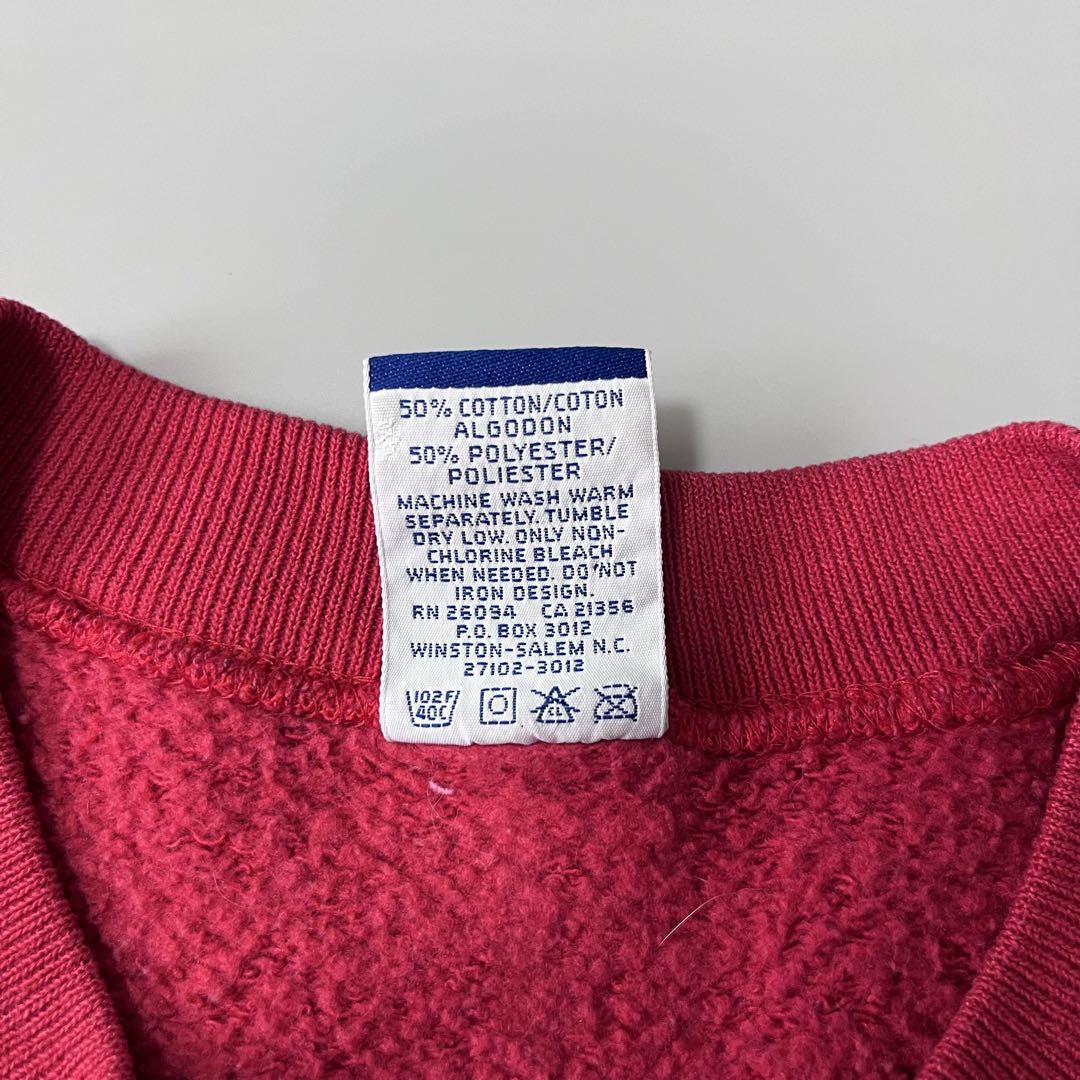 50% COTTON/COTON
ALGODON
50% POLYESTER/
POLIESTER
MACHINE WASH WARM
SEPARATELY. TUMBLE
DRY LOW. ONLY NON-
CHLORINE BLEACH
WHEN NEEDED. DO NOT
IRON DESIGN.
RN 26094 CA 21356
P.O. BOX 3012
WINSTON-SALEM N.C.
27102-3012
102F/
40C
CL